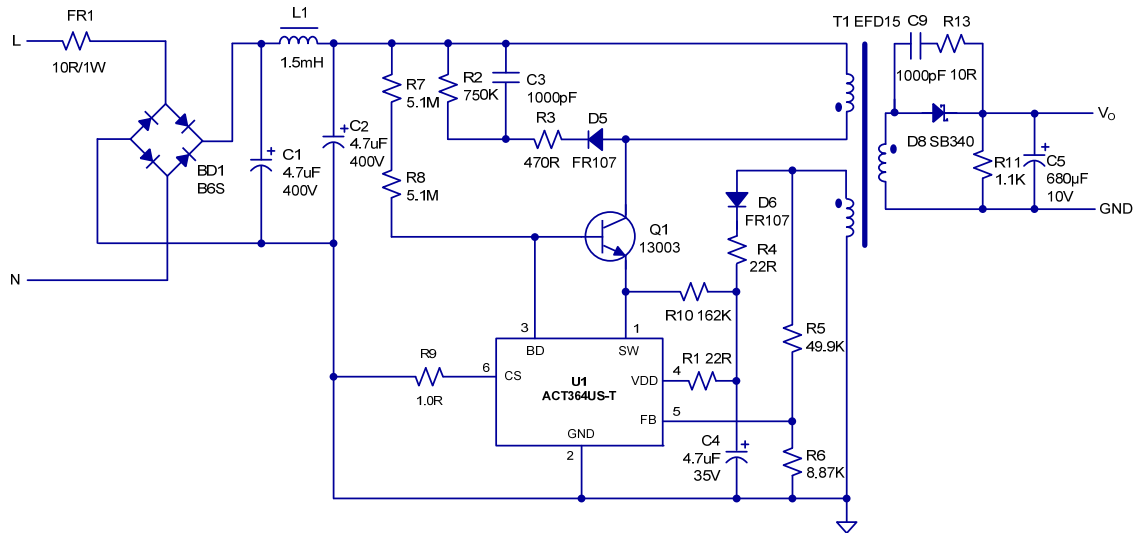 FR1
L
10R/1W
L1
1.5mH
T1 EFD15
C9
R13
1000pF
10R
R7
5.1M
R2
750K
C3
1000pF
R3
470R
D5
FR107
D8 SB340
VO
R11
1.1K
C5
680µF
10V
GND
BD1
B6S
C1
4.7uF
400V
C2
4.7uF
400V
R8
5.1M
Q1
13003
D6
FR107
R4
22R
N
R10 162K
R5
49.9K
3
BD
1
SW
R9
1.0R
6
CS
U1
ACT364US-T
VDD
4
R1 22R
FB
5
GND
2
C4
4.7uF
35V
R6
8.87K